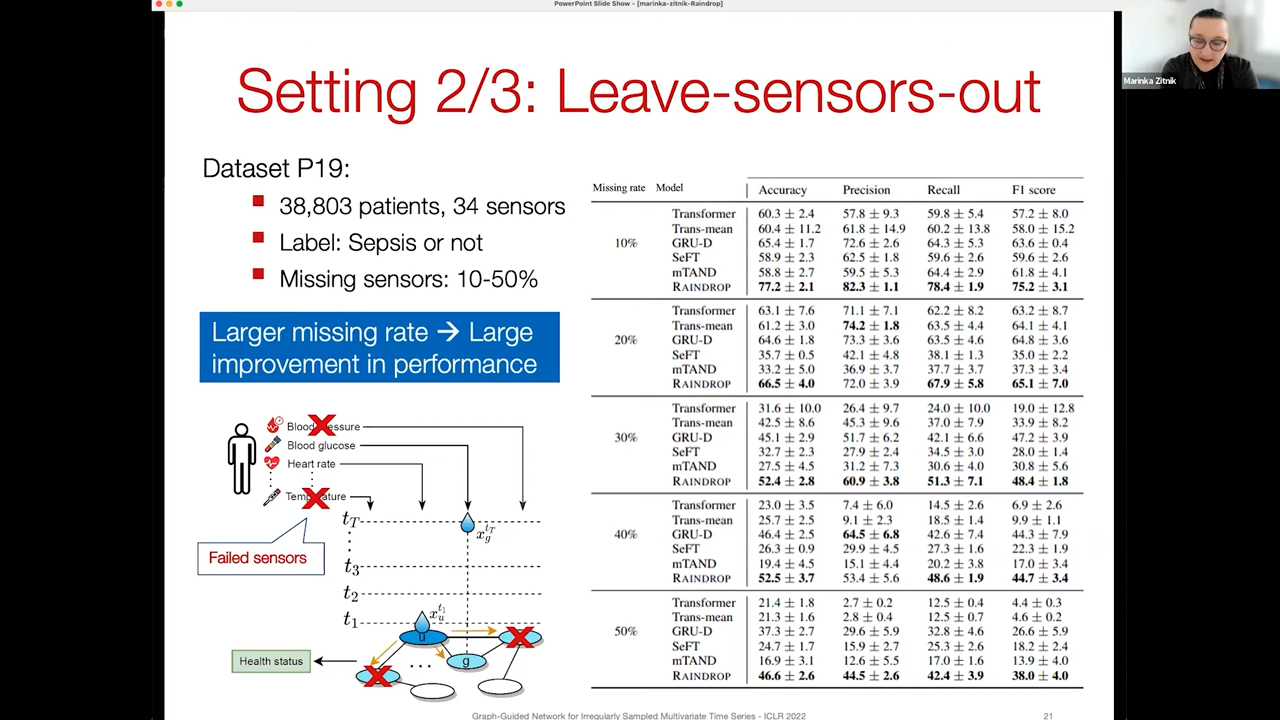 PowerPoint Slide Show - [marinka-zitnik-Raindrop]
Marinka Zitnik
Setting 2/3: Leave-sensors-out
Dataset P19:
38,803 patients, 34 sensors
Label: Sepsis or not
Missing sensors: 10-50%
Larger missing rate → Large
improvement in performance
Blood pressure
Blood glucose
Heart rate
Temperature
Failed sensors
t_T
x_g^{t_T}
t_3
t_2
t_1
x_u^{t_1}
u
g
...
Health status
Missing rate Model Accuracy Precision Recall F1 score
Transformer 60.3 ± 2.4 57.8 ± 9.3 59.8 ± 5.4 57.2 ± 8.0
Trans-mean 60.4 ± 11.2 61.8 ± 14.9 60.2 ± 13.8 58.0 ± 15.2
10% GRU-D 65.4 ± 1.7 72.6 ± 2.6 64.3 ± 5.3 63.6 ± 0.4
SeFT 58.9 ± 2.3 62.5 ± 1.8 59.6 ± 2.6 59.6 ± 2.6
mTAND 58.8 ± 2.7 59.5 ± 5.3 64.4 ± 2.9 61.8 ± 4.1
RAINDROP 77.2 ± 2.1 82.3 ± 1.1 78.4 ± 1.9 75.2 ± 3.1
Transformer 63.1 ± 7.6 71.1 ± 7.1 62.2 ± 8.2 63.2 ± 8.7
Trans-mean 61.2 ± 3.0 74.2 ± 1.8 63.5 ± 4.4 64.1 ± 4.1
20% GRU-D 64.6 ± 1.8 73.3 ± 3.6 63.5 ± 4.6 64.8 ± 3.6
SeFT 35.7 ± 0.5 42.1 ± 4.8 38.1 ± 1.3 35.0 ± 2.2
mTAND 33.2 ± 5.0 36.9 ± 3.7 37.7 ± 3.7 37.3 ± 3.4
RAINDROP 66.5 ± 4.0 72.0 ± 3.9 67.9 ± 5.8 65.1 ± 7.0
Transformer 31.6 ± 10.0 26.4 ± 9.7 24.0 ± 10.0 19.0 ± 12.8
Trans-mean 42.5 ± 8.6 45.3 ± 9.6 37.0 ± 7.9 33.9 ± 8.2
30% GRU-D 45.1 ± 2.9 51.7 ± 6.2 42.1 ± 6.6 47.2 ± 3.9
SeFT 32.7 ± 2.3 27.9 ± 2.4 34.5 ± 3.0 28.0 ± 1.4
mTAND 27.5 ± 4.5 31.2 ± 7.3 30.6 ± 4.0 30.8 ± 5.6
RAINDROP 52.4 ± 2.8 60.9 ± 3.8 51.3 ± 7.1 48.4 ± 1.8
Transformer 23.0 ± 3.5 7.4 ± 6.0 14.5 ± 2.6 6.9 ± 2.6
Trans-mean 25.7 ± 2.5 9.1 ± 2.3 18.5 ± 1.4 9.9 ± 1.1
40% GRU-D 46.4 ± 2.5 64.5 ± 6.8 42.6 ± 7.4 44.3 ± 7.9
SeFT 26.3 ± 0.9 29.9 ± 4.5 27.3 ± 1.6 22.3 ± 1.9
mTAND 19.4 ± 4.5 15.1 ± 4.4 20.2 ± 3.8 17.0 ± 3.4
RAINDROP 52.5 ± 3.7 53.4 ± 5.6 48.6 ± 1.9 44.7 ± 3.4
Transformer 21.4 ± 1.8 2.7 ± 0.2 12.5 ± 0.4 4.4 ± 0.3
Trans-mean 21.3 ± 1.6 2.8 ± 0.4 12.5 ± 0.7 4.6 ± 0.2
50% GRU-D 37.3 ± 2.7 29.6 ± 5.9 32.8 ± 4.6 26.6 ± 5.9
SeFT 24.7 ± 1.7 15.9 ± 2.7 25.3 ± 2.6 18.2 ± 2.4
mTAND 16.9 ± 3.1 12.6 ± 5.5 17.0 ± 1.6 13.9 ± 4.0
RAINDROP 46.6 ± 2.6 44.5 ± 2.6 42.4 ± 3.9 38.0 ± 4.0
Graph-Guided Network for Irregularly Sampled Multivariate Time Series - ICLR 2022
21